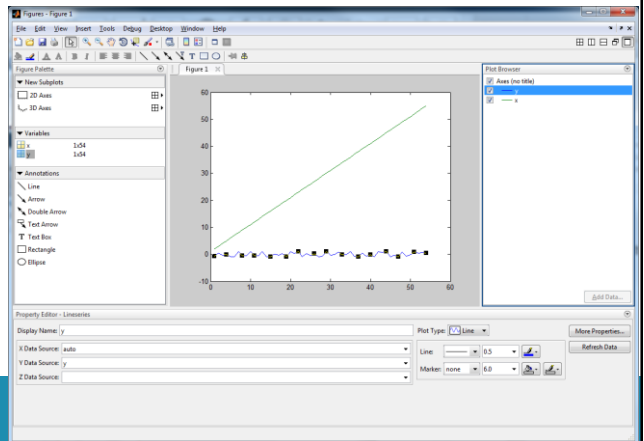 Figures - Figure 1
File Edit View Insert Tools Debug Desktop Window Help
Figure Palette
New Subplots
2D Axes
3D Axes
Variables
x 1x54
y 1x54
Annotations
Line
Arrow
Double Arrow
Text Arrow
T Text Box
Rectangle
Ellipse
Figure 1
60
50
40
30
20
10
0
-10
0 10 20 30 40 50 60
Plot Browser
Axes (no title)
y
x
Add Data...
Property Editor - Lineseries
Display Name: y
X Data Source: auto
Y Data Source: y
Z Data Source:
Plot Type: Line
Line: 0.5
Marker: none 6.0
More Properties...
Refresh Data